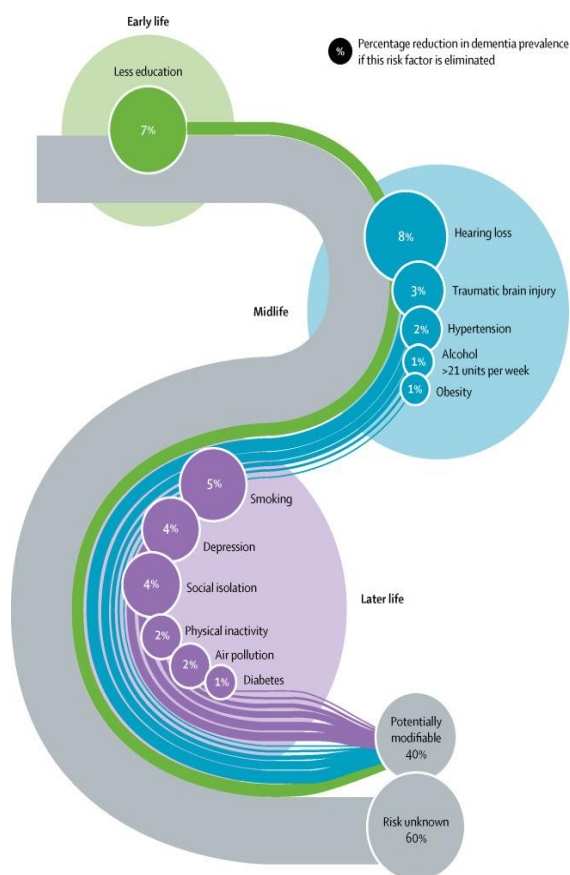 Early life
% Percentage reduction in dementia prevalence
if this risk factor is eliminated
Less education
7%
8%
Hearing loss
3%
Traumatic brain injury
Midlife
2%
Hypertension
1%
Alcohol
>21 units per week
1%
Obesity
5%
Smoking
4%
Depression
4%
Social isolation
Later life
2%
Physical inactivity
2%
Air pollution
1%
Diabetes
Potentially
modifiable
40%
Risk unknown
60%